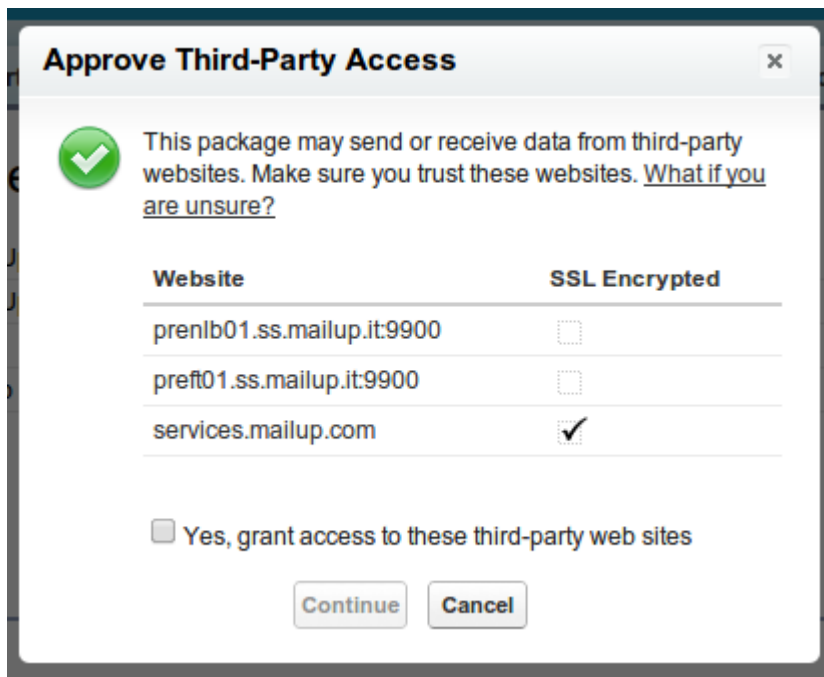 Approve Third-Party Access
This package may send or receive data from third-party
websites. Make sure you trust these websites. What if you
are unsure?
Website SSL Encrypted
prenlb01.ss.mailup.it:9900
preft01.ss.mailup.it:9900
services.mailup.com
Yes, grant access to these third-party web sites
Continue Cancel